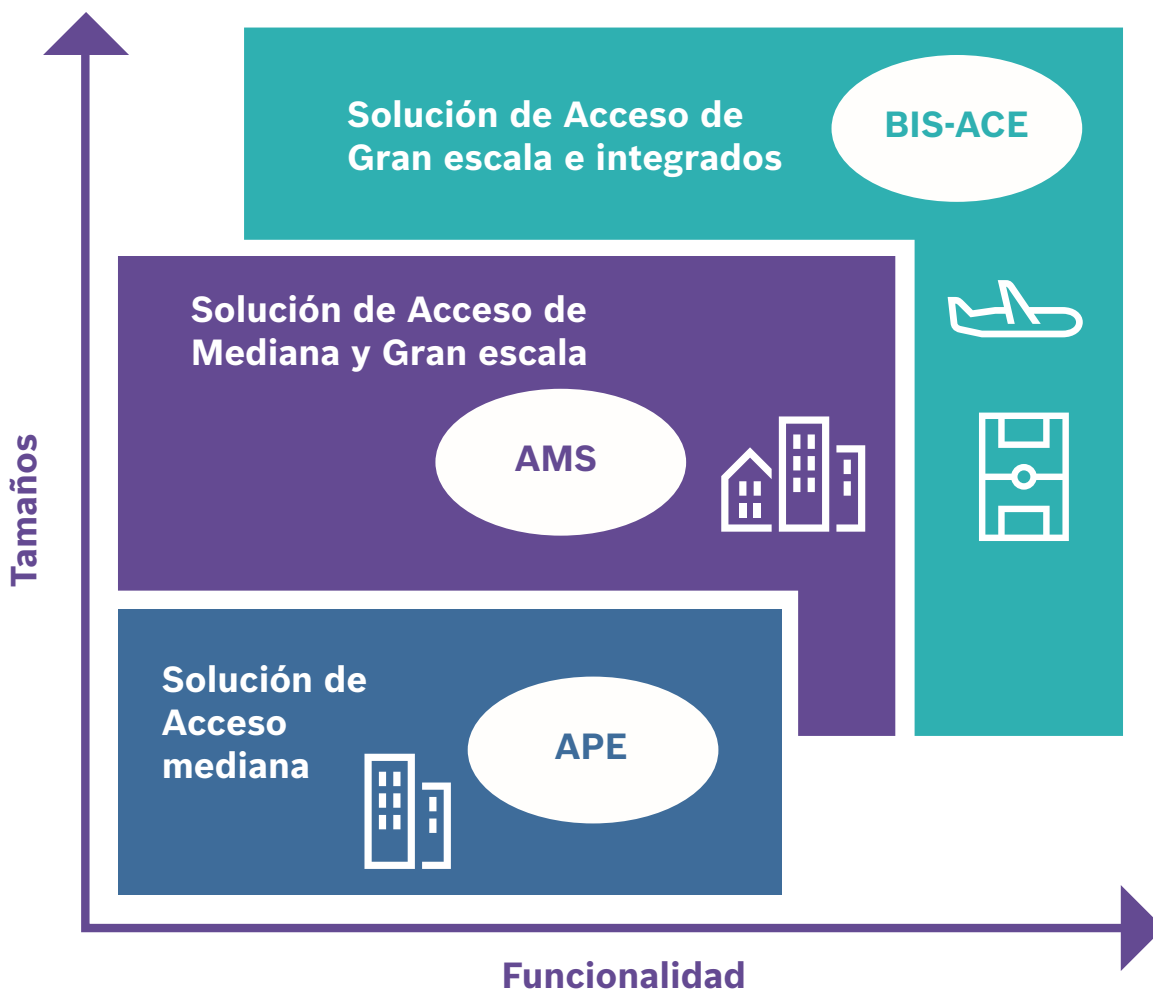 Solución de Acceso de
Gran escala e integrados
BIS-ACE
Solución de Acceso de
Mediana y Gran escala
AMS
Tamaños
Solución de
Acceso
mediana
APE
Funcionalidad